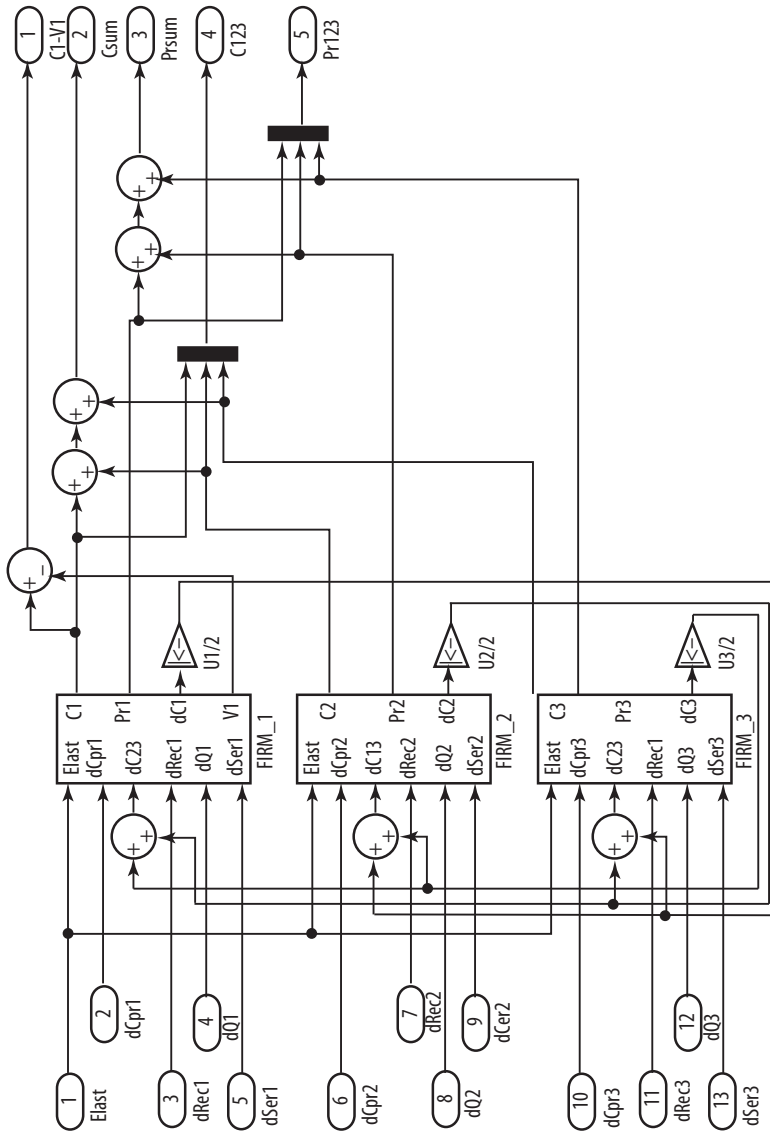 1
Elast
2
dCpr1
3
dRec1
4
dQ1
5
dSer1
6
dCpr2
7
dRec2
8
dQ2
9
dCer2
10
dCpr3
11
dRec3
12
dQ3
13
dSer3
+
+
+
+
+
+
Elast
dCpr1
dC23
dRec1
dQ1
dSer1
C1
Pr1
dC1
V1
FIRM_1
Elast
dCpr2
dC13
dRec2
dQ2
dSer2
C2
Pr2
dC2
FIRM_2
Elast
dCpr3
dC23
dRec1
dQ3
dSer3
C3
Pr3
dC3
FIRM_3
-K-
U1/2
-K-
U2/2
-K-
U3/2
+
−
+
+
+
+
+
+
+
+
1
C1-V1
2
Csum
3
Prsum
4
C123
5
Pr123